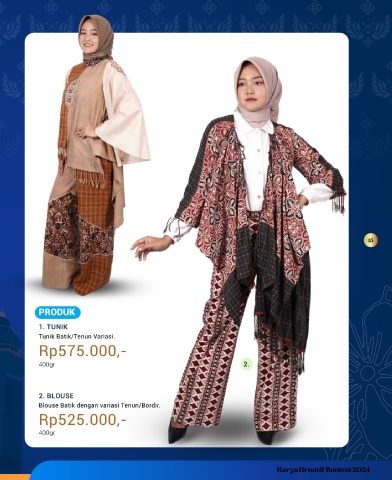 PRODUK
1. TUNIK
Tunik Batik/Tenun Variasi.
Rp575.000,-
400gr
2. BLOUSE
Blouse Batik dengan variasi Tenun/Bordir.
Rp525.000,-
400gr
2.
Karya Kreatif Banten 2024